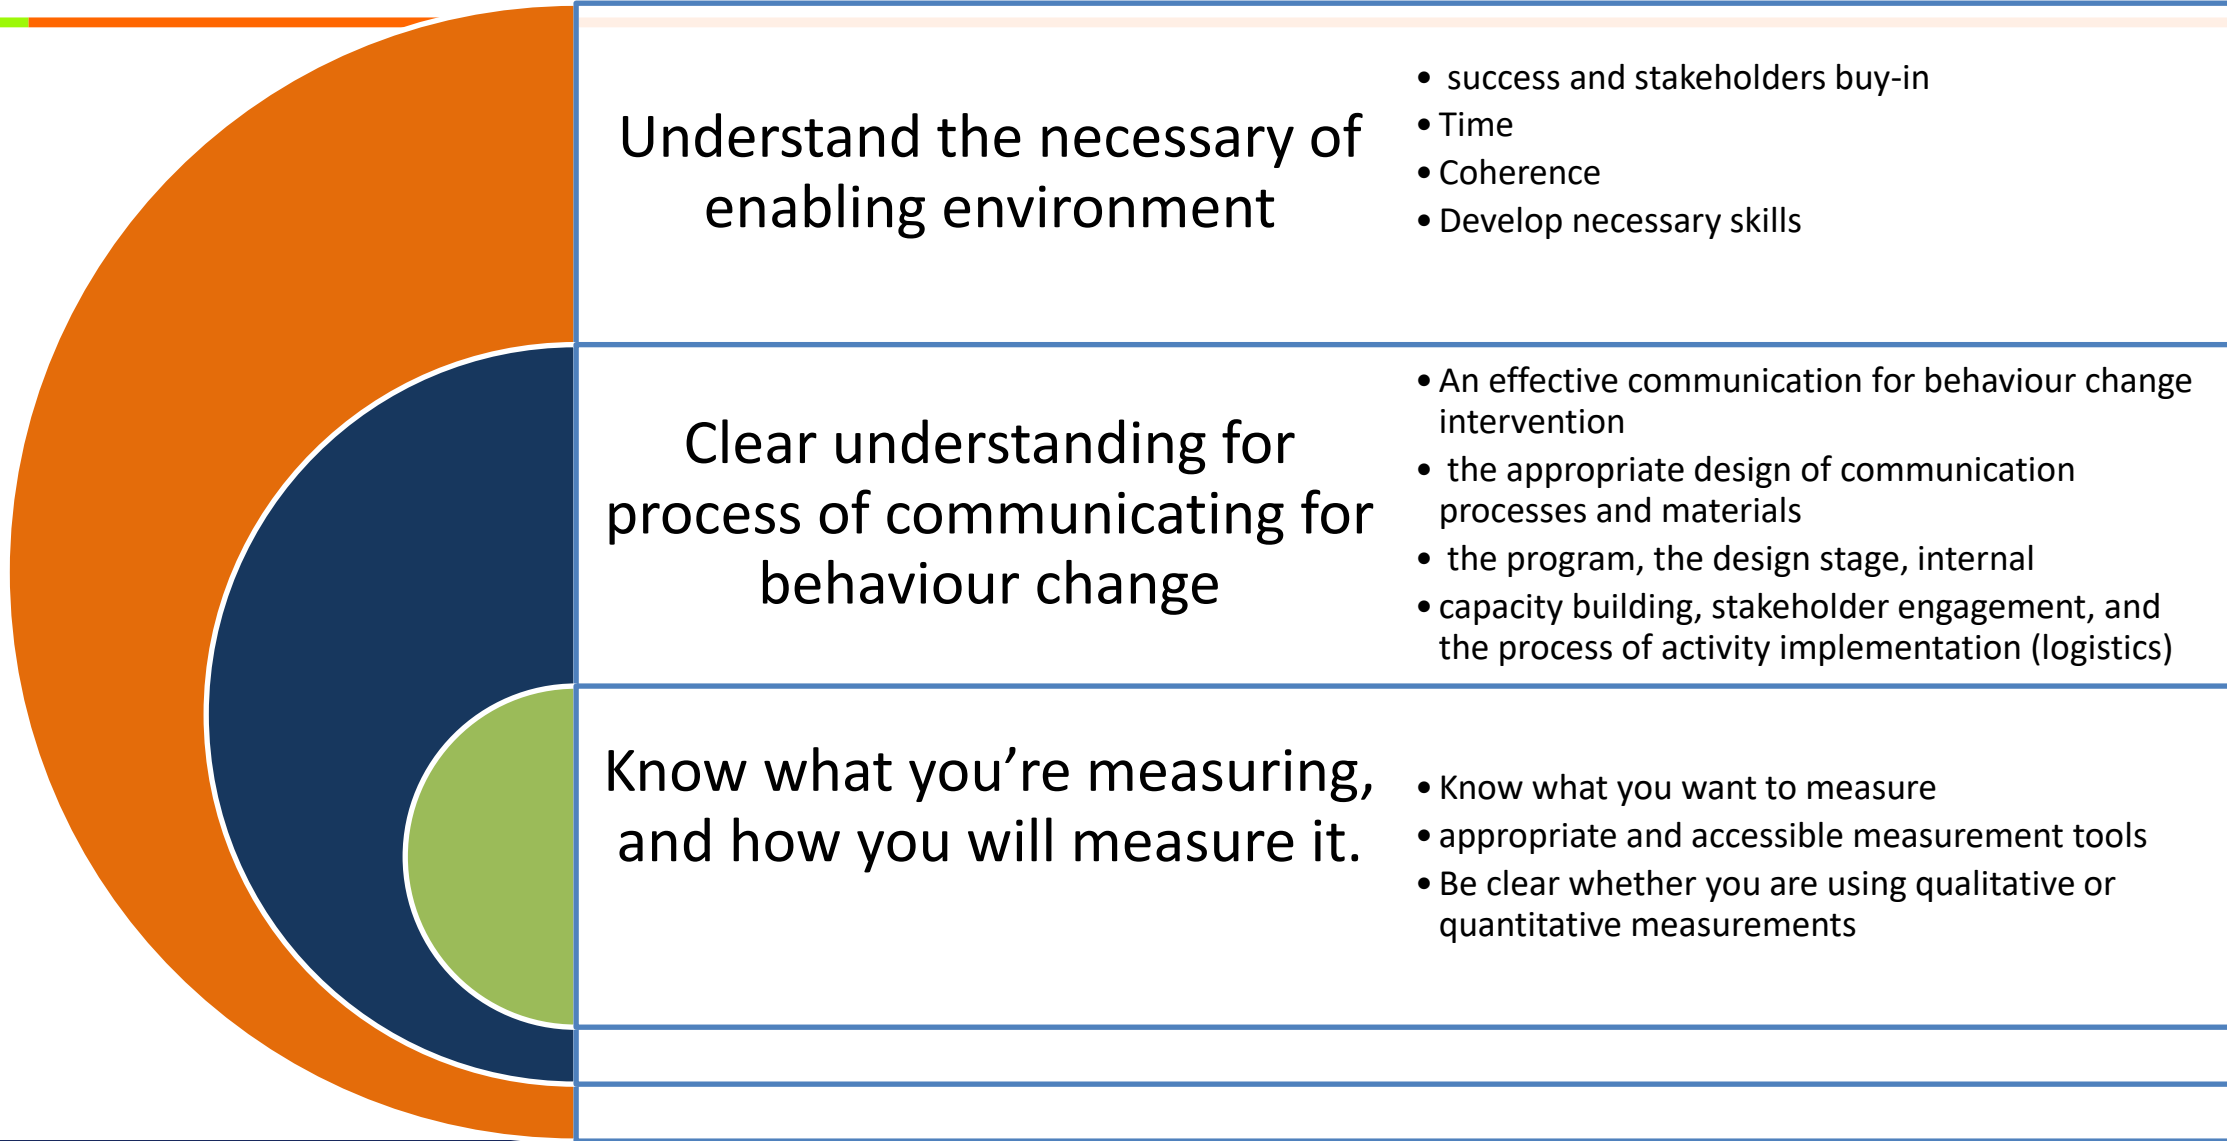 Understand the necessary of
enabling environment
• success and stakeholders buy-in
• Time
• Coherence
• Develop necessary skills
Clear understanding for
process of communicating for
behaviour change
• An effective communication for behaviour change
intervention
• the appropriate design of communication
processes and materials
• the program, the design stage, internal
• capacity building, stakeholder engagement, and
the process of activity implementation (logistics)
Know what you’re measuring,
and how you will measure it.
• Know what you want to measure
• appropriate and accessible measurement tools
• Be clear whether you are using qualitative or
quantitative measurements